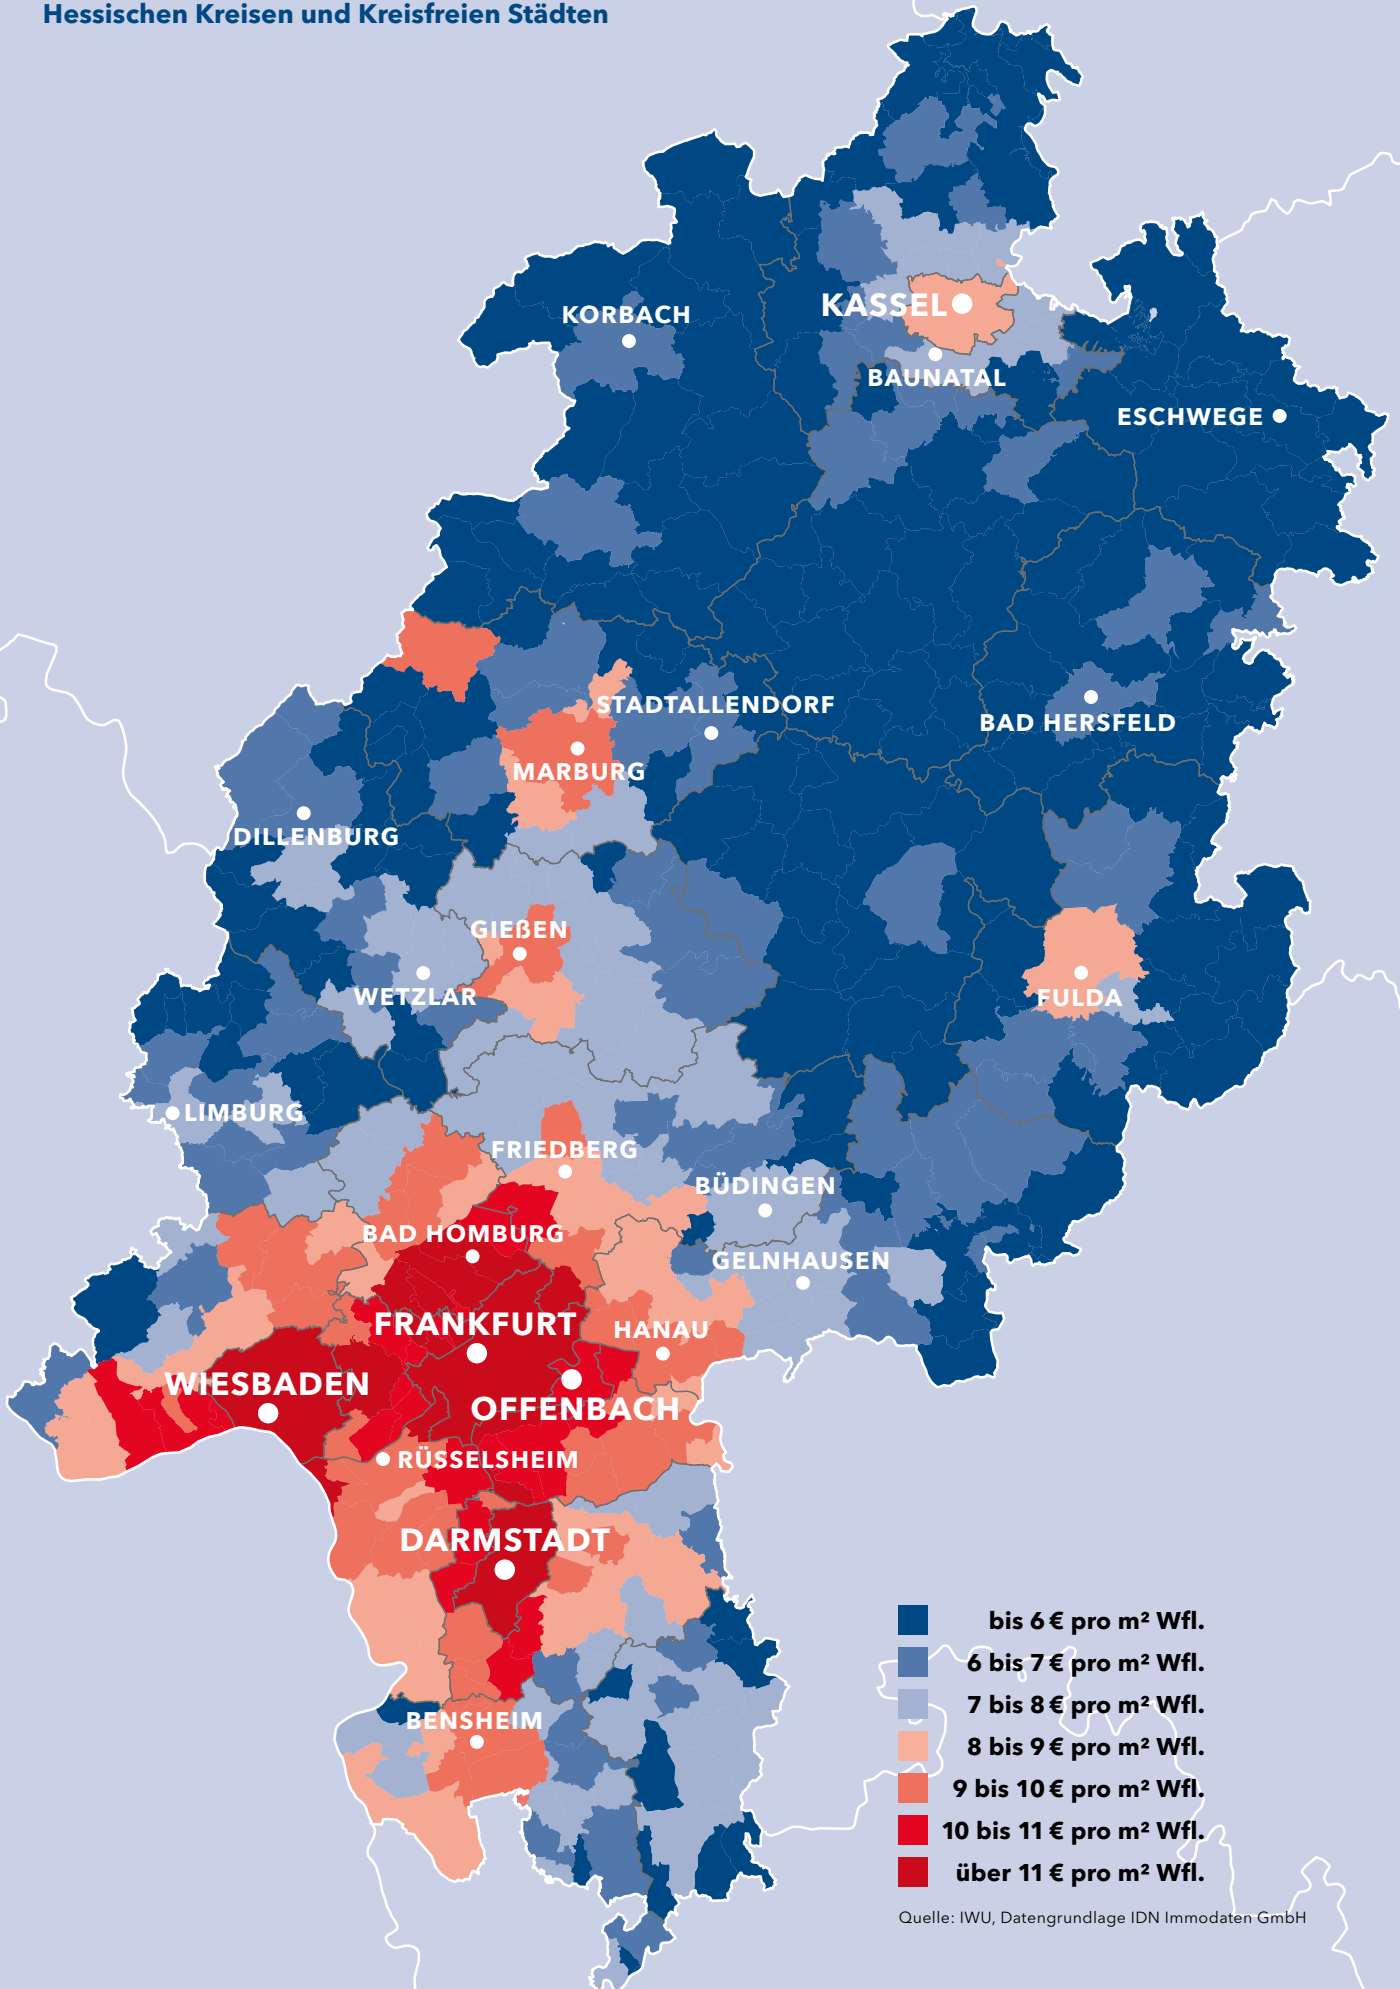 Hessischen Kreisen und Kreisfreien Städten
KASSEL
KORBACH
BAUNATAL
ESCHWEGE
STADTALLENDORF
BAD HERSFELD
MARBURG
DILLENBURG
GIEßEN
WETZLAR
FULDA
LIMBURG
FRIEDBERG
BÜDINGEN
BAD HOMBURG
GELNHAUSEN
FRANKFURT
HANAU
WIESBADEN
OFFENBACH
RÜSSELSHEIM
DARMSTADT
BENSHEIM
bis 6 € pro m² Wfl.
6 bis 7 € pro m² Wfl.
7 bis 8 € pro m² Wfl.
8 bis 9 € pro m² Wfl.
9 bis 10 € pro m² Wfl.
10 bis 11 € pro m² Wfl.
über 11 € pro m² Wfl.
Quelle: IWU, Datengrundlage IDN Immodaten GmbH